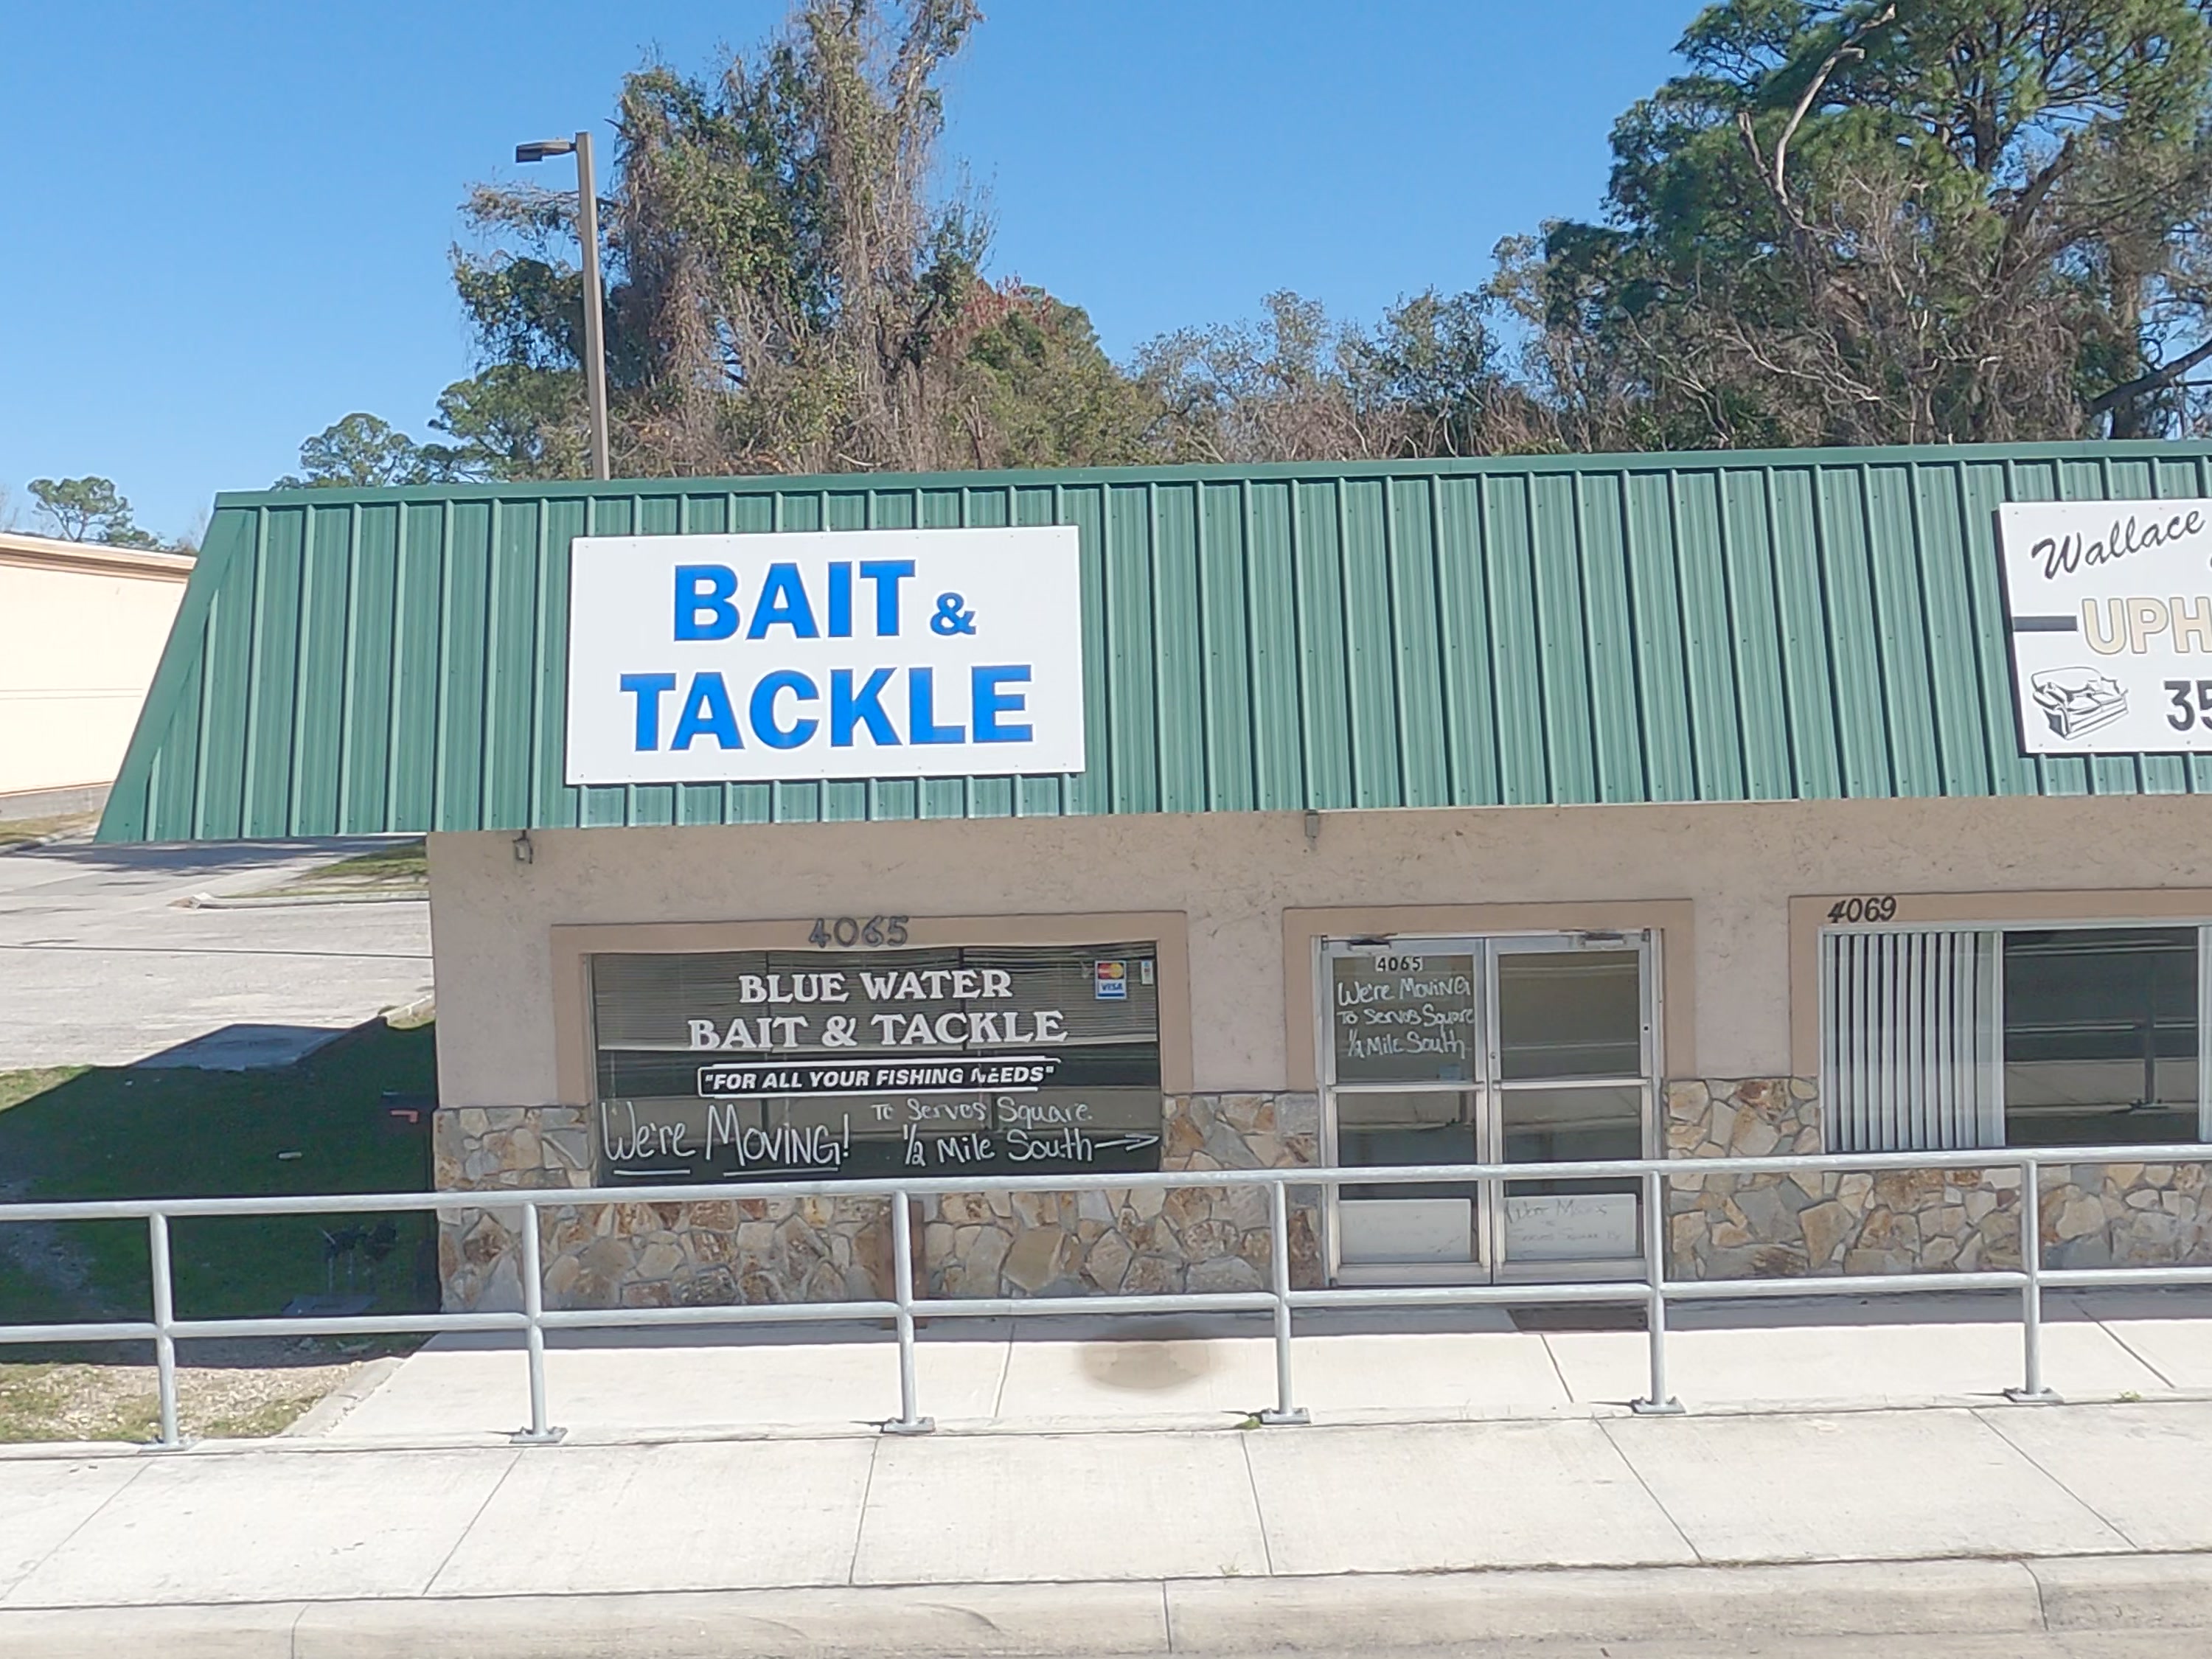 BAIT &
TACKLE
Wallace
UPH
35
4065
BLUE WATER
BAIT & TACKLE
"FOR ALL YOUR FISHING NEEDS"
We're MOVING!
To Servos Square
1/2 Mile South
VISA
4065
We're MOVING
To Servos Square
1/2 Mile South
4069